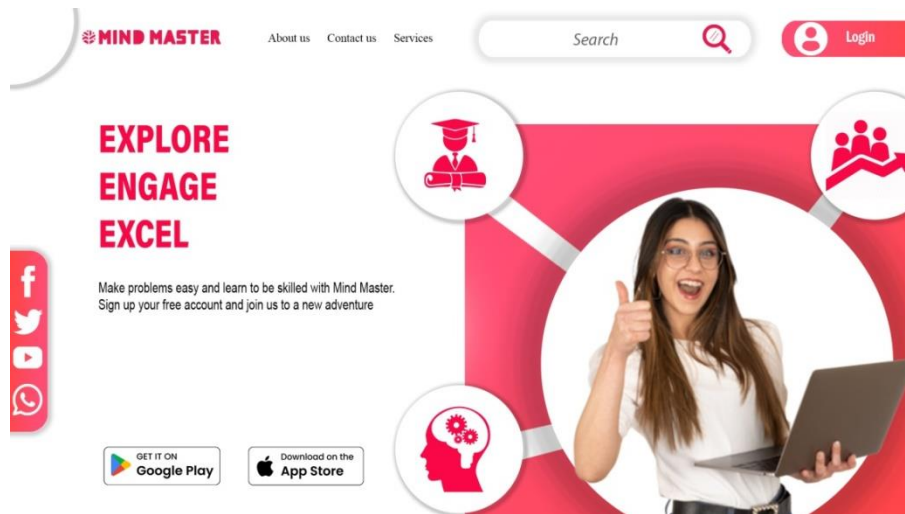 MIND MASTER
About us Contact us Services
Search
Login
EXPLORE
ENGAGE
EXCEL
Make problems easy and learn to be skilled with Mind Master.
Sign up your free account and join us to a new adventure
GET IT ON
Google Play
Download on the
App Store